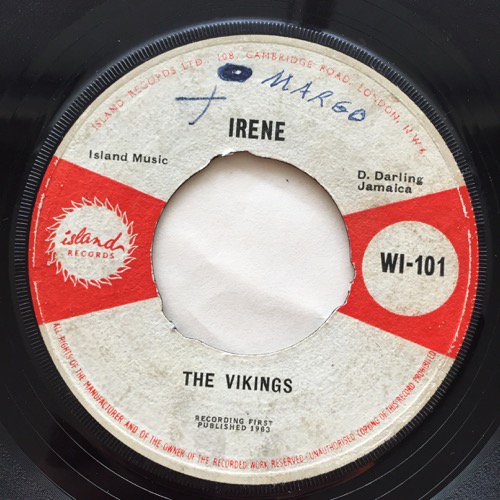 ISLAND RECORDS LTD. 108, CAMBRIDGE ROAD, LONDON, N.W.6
MARGO
IRENE
Island Music
D. Darling
Jamaica
island
RECORDS
WI-101
THE VIKINGS
RECORDING FIRST
PUBLISHED 1963
ALL RIGHTS OF THE MANUFACTURER AND OF THE OWNER OF THE RECORDED WORK RESERVED. UNAUTHORISED COPYING OF THIS RECORD PROHIBITED